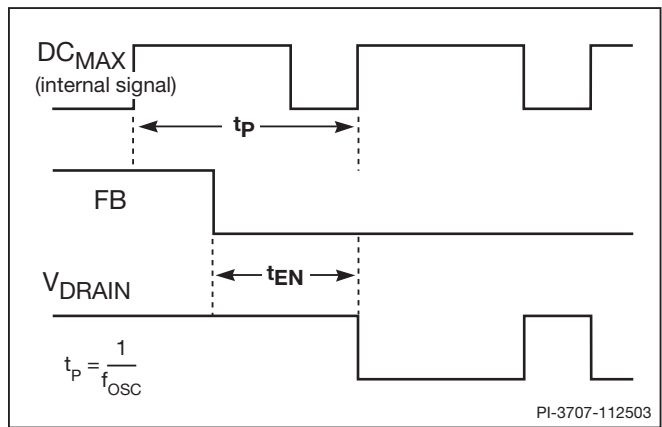 DCMAX
(internal signal)
tP
FB
tEN
VDRAIN
tP = 1/fOSC
PI-3707-112503